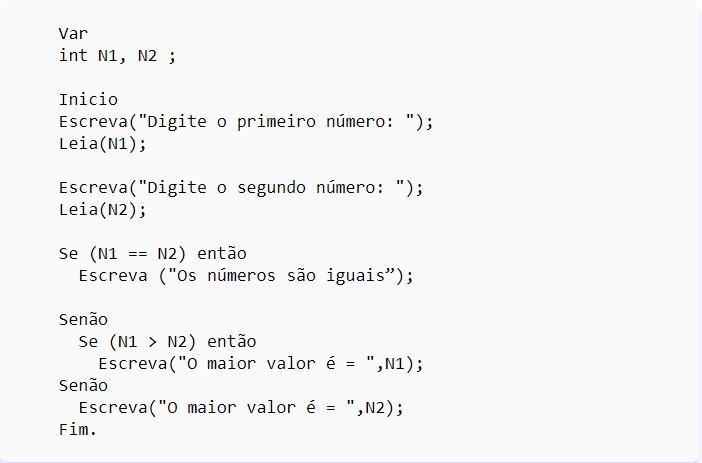 Var
int N1, N2 ;
Inicio
Escreva("Digite o primeiro número: ");
Leia(N1);
Escreva("Digite o segundo número: ");
Leia(N2);
Se (N1 == N2) então
Escreva ("Os números são iguais”);
Senão
Se (N1 > N2) então
Escreva("O maior valor é = ",N1);
Senão
Escreva("O maior valor é = ",N2);
Fim.